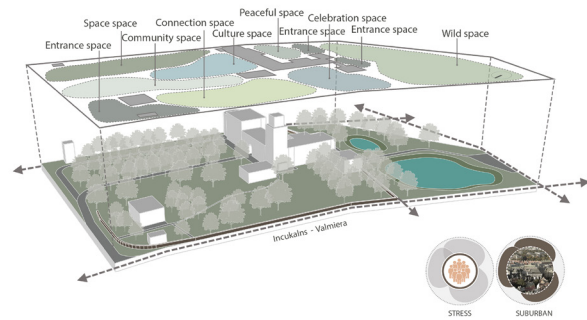 Peaceful space
Celebration space
Connection space
Space space
Entrance space
Entrance space
Community space
Culture space
Wild space
Entrance space
Incukalns - Valmiera
STRESS
SUBURBAN